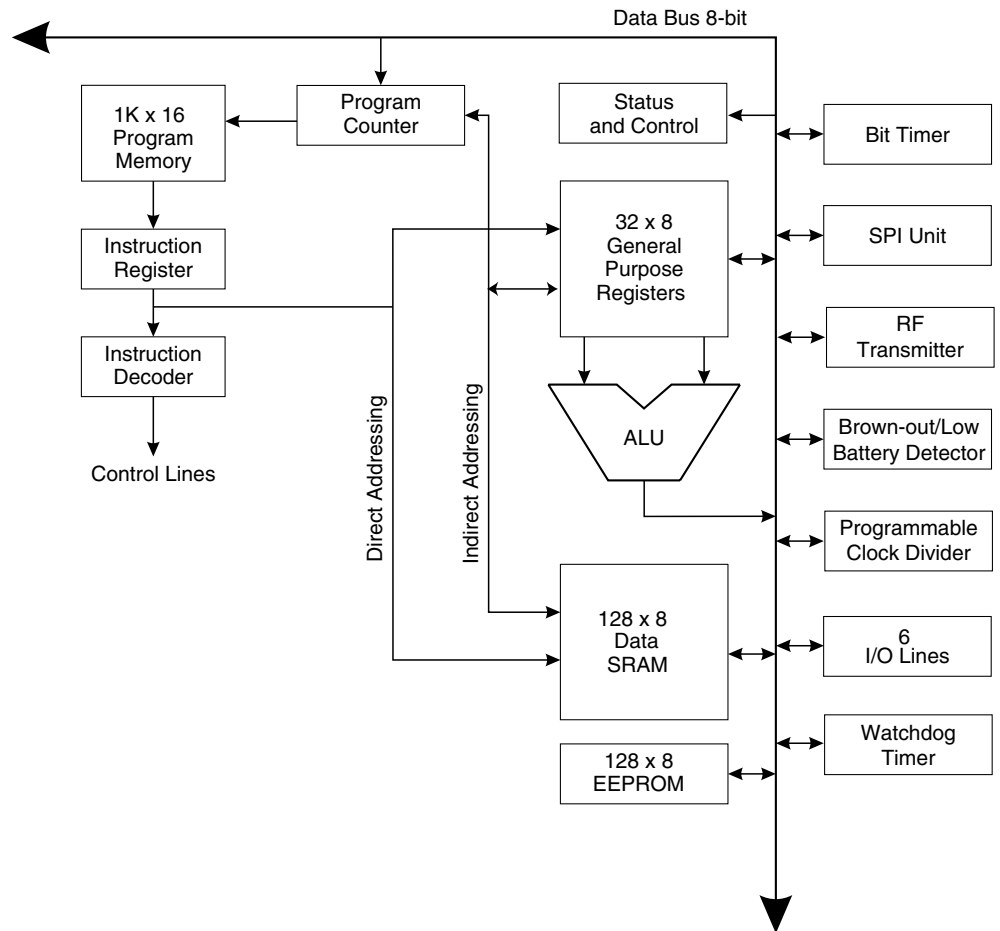 Data Bus 8-bit
1K x 16
Program
Memory
Program
Counter
Status
and Control
Bit Timer
32 x 8
General
Purpose
Registers
SPI Unit
Instruction
Register
RF
Transmitter
Instruction
Decoder
ALU
Brown-out/Low
Battery Detector
Control Lines
Direct Addressing
Indirect Addressing
Programmable
Clock Divider
128 x 8
Data
SRAM
6
I/O Lines
Watchdog
Timer
128 x 8
EEPROM